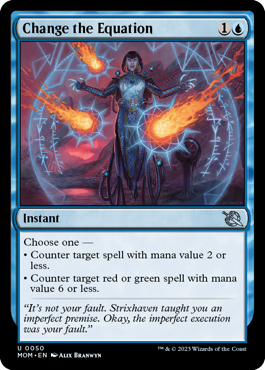 Change the Equation 1
Instant
Choose one —
• Counter target spell with mana value 2 or
less.
• Counter target red or green spell with mana
value 6 or less.
“It’s not your fault. Strixhaven taught you an
imperfect premise. Okay, the imperfect execution
was your fault.”
U 0050
MOM • EN Alix Branwyn ™ & © 2023 Wizards of the Coast